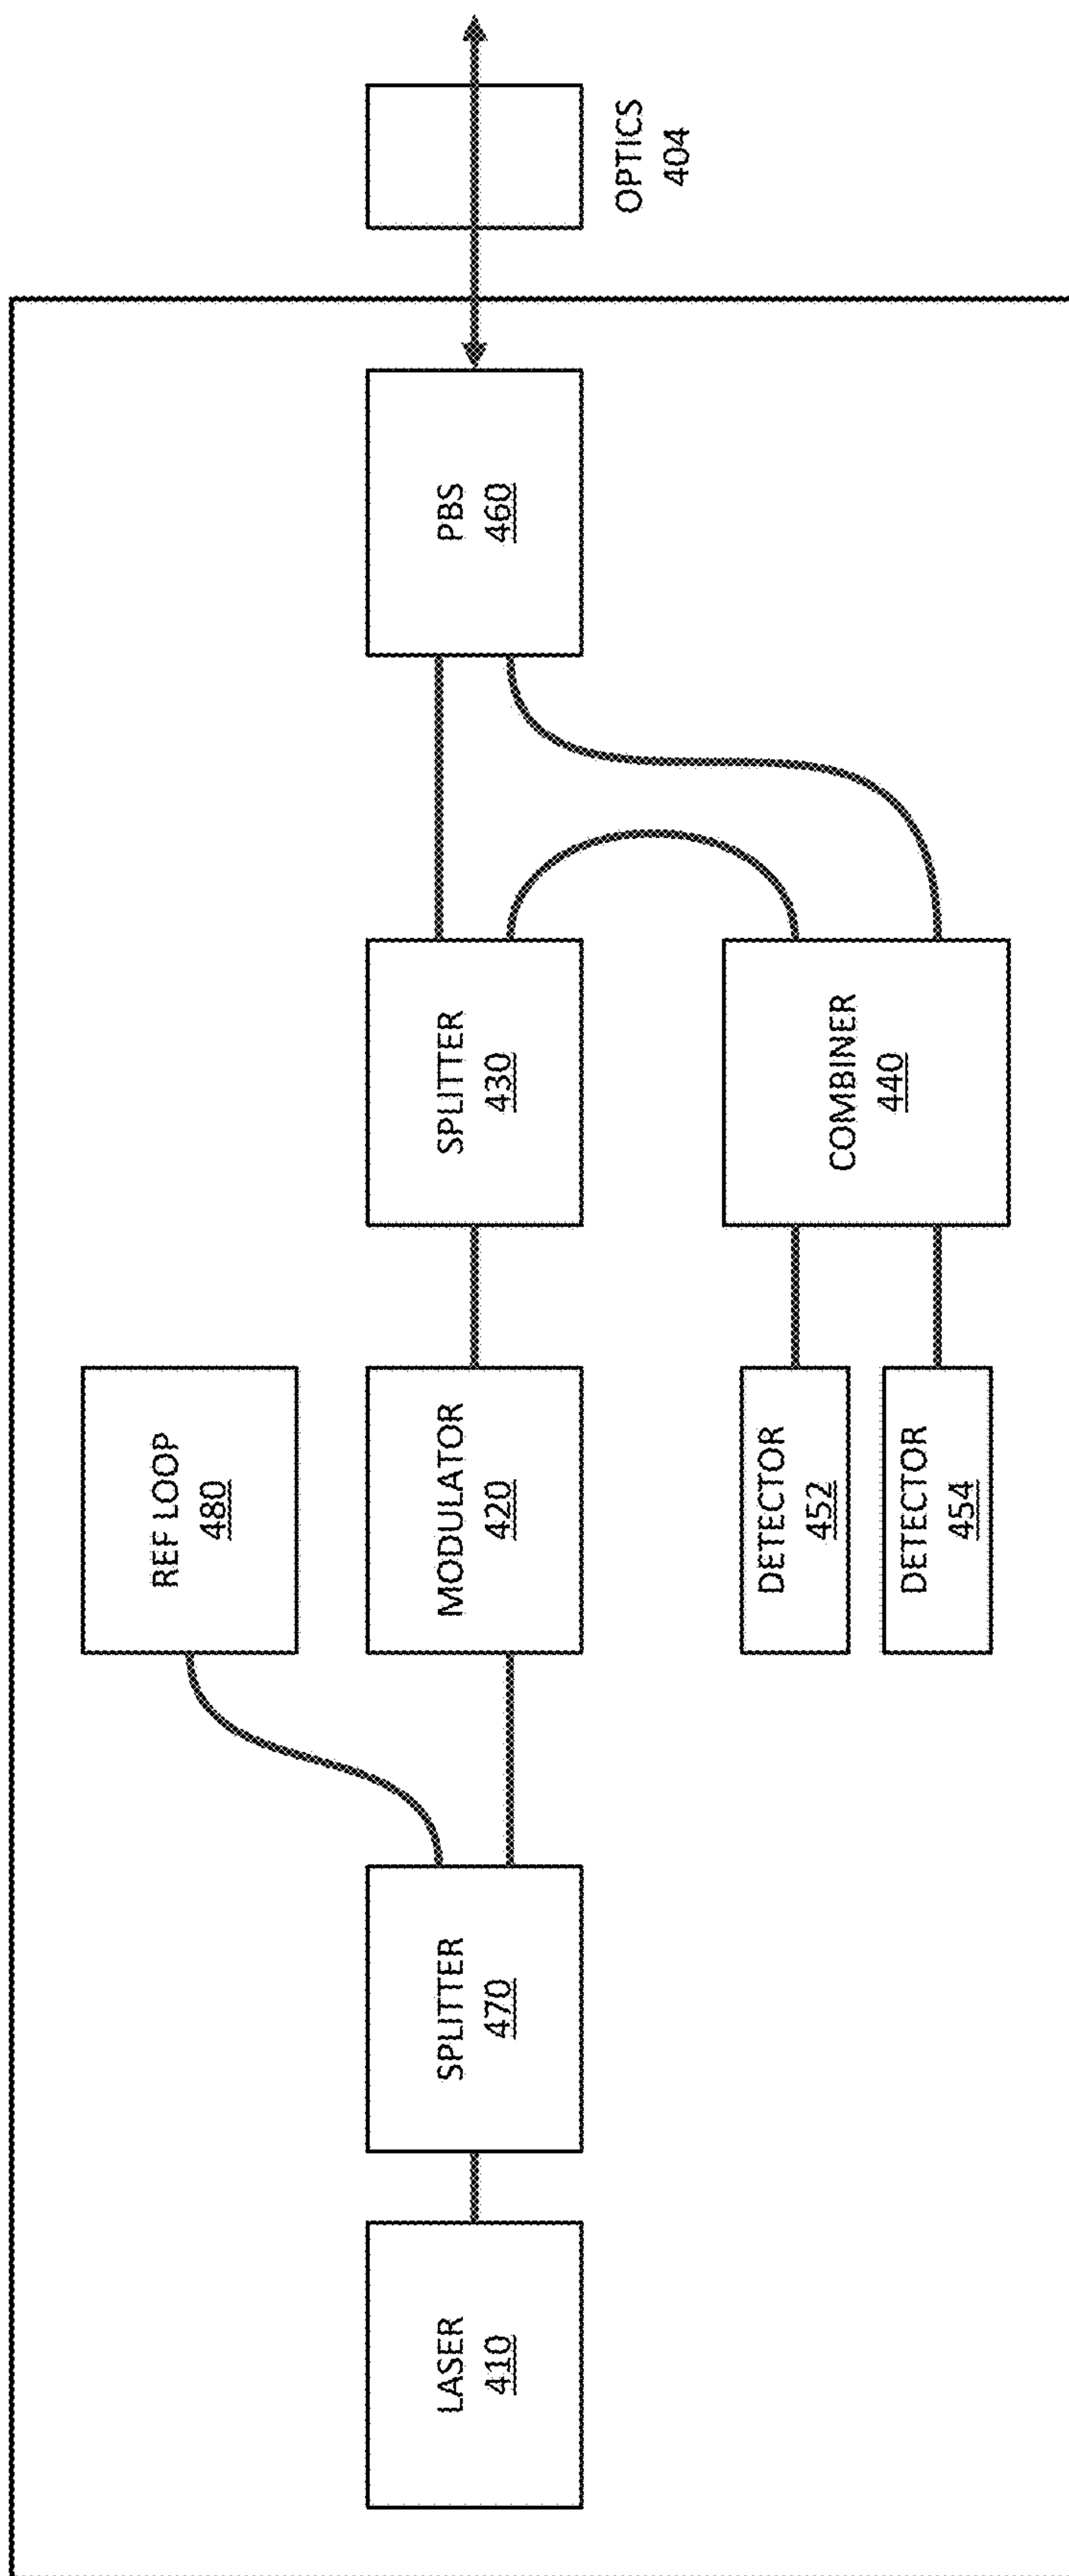 REF LOOP
480
LASER
410
SPLITTER
470
MODULATOR
420
SPLITTER
430
PBS
460
OPTICS
404
DETECTOR
452
DETECTOR
454
COMBINER
440